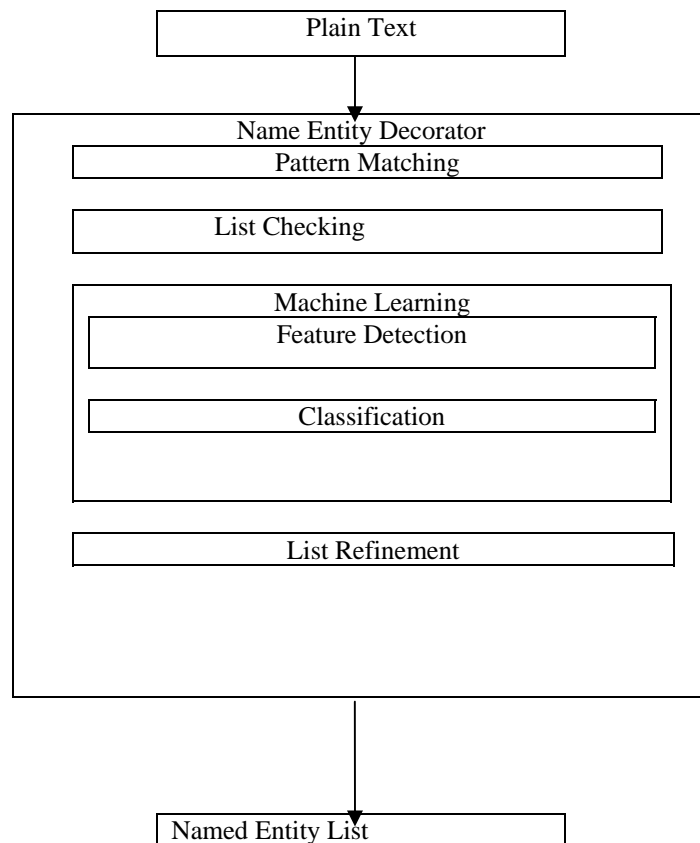 Plain Text
Name Entity Decorator
Pattern Matching
List Checking
Machine Learning
Feature Detection
Classification
List Refinement
Named Entity List